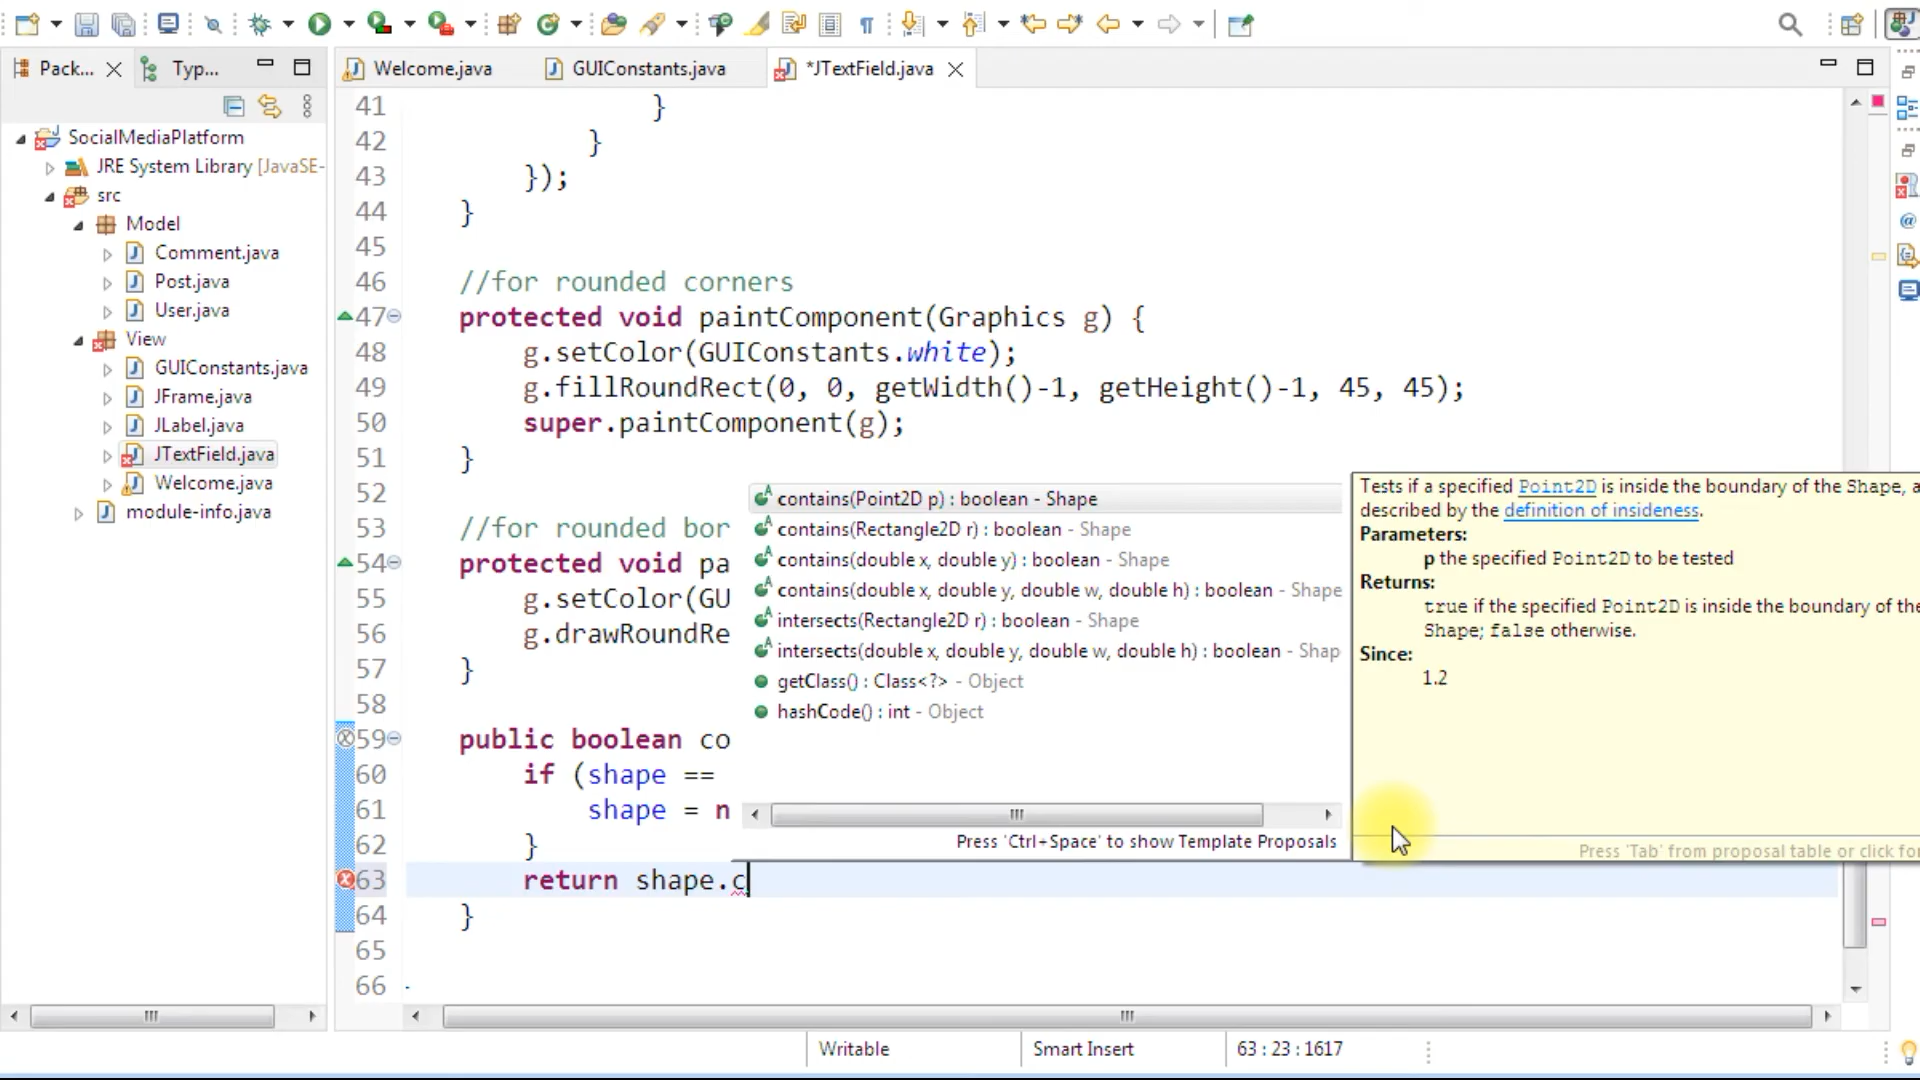 Pack...
Typ...
Welcome.java
GUIConstants.java
*JTextField.java
SocialMediaPlatform
JRE System Library [JavaSE-
src
Model
Comment.java
Post.java
User.java
View
GUIConstants.java
JFrame.java
JLabel.java
JTextField.java
Welcome.java
module-info.java
41 }
42 }
43 });
44 }
45
46 //for rounded corners
47 protected void paintComponent(Graphics g) {
48 g.setColor(GUIConstants.white);
49 g.fillRoundRect(0, 0, getWidth()-1, getHeight()-1, 45, 45);
50 super.paintComponent(g);
51 }
52
53 //for rounded bor
54 protected void pa
55 g.setColor(GU
56 g.drawRoundRe
57 }
58
59 public boolean co
60 if (shape ==
61 shape = n
62 }
63 return shape.c
64 }
65
66
contains(Point2D p) : boolean - Shape
contains(Rectangle2D r) : boolean - Shape
contains(double x, double y) : boolean - Shape
contains(double x, double y, double w, double h) : boolean - Shape
intersects(Rectangle2D r) : boolean - Shape
intersects(double x, double y, double w, double h) : boolean - Shap
getClass() : Class<?> - Object
hashCode() : int - Object
Press 'Ctrl+Space' to show Template Proposals
Tests if a specified Point2D is inside the boundary of the Shape, a
described by the definition of insideness.
Parameters:
p the specified Point2D to be tested
Returns:
true if the specified Point2D is inside the boundary of the
Shape; false otherwise.
Since:
1.2
Press 'Tab' from proposal table or click for
Writable
Smart Insert
63 : 23 : 1617